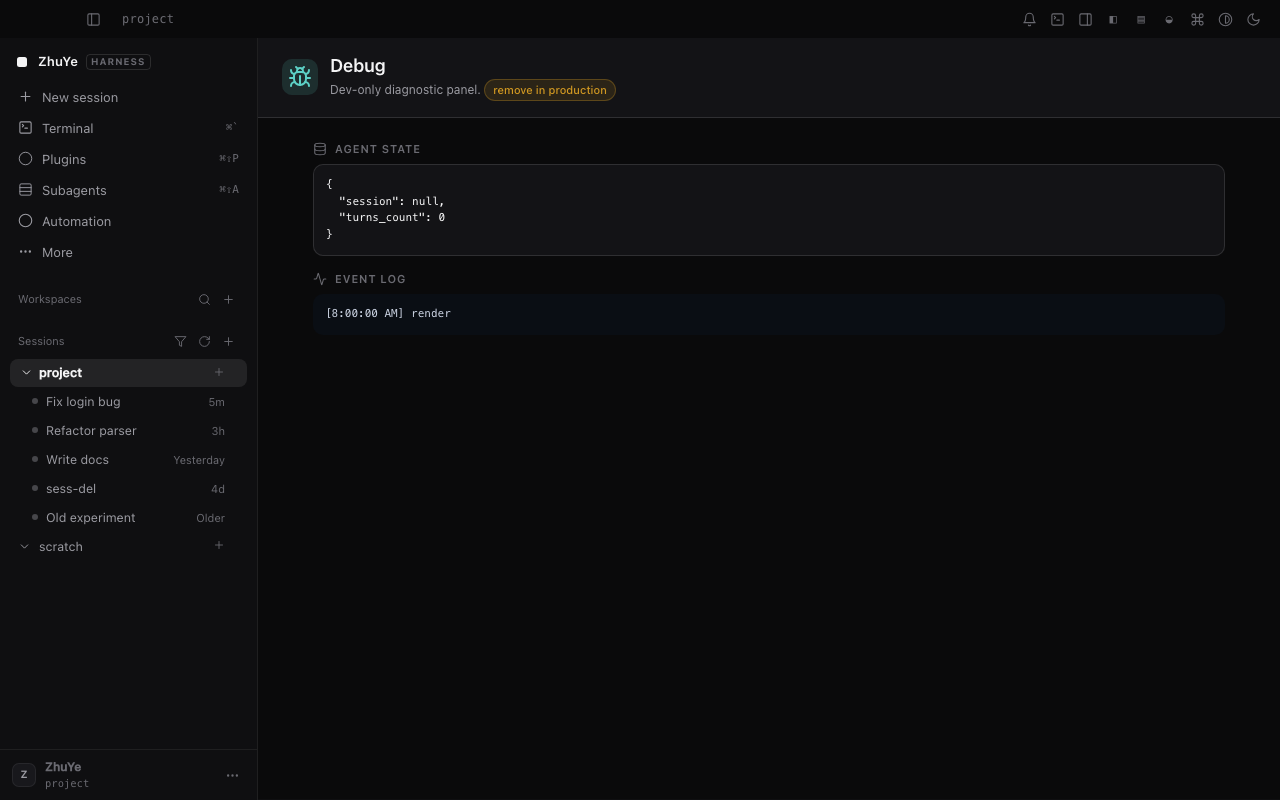 project
ZhuYe HARNESS
New session
Terminal ⌘`
Plugins ⌘⇧P
Subagents ⌘⇧A
Automation
More
Workspaces
Sessions
project
Fix login bug 5m
Refactor parser 3h
Write docs Yesterday
sess-del 4d
Old experiment Older
scratch
Z ZhuYe
project
Debug
Dev-only diagnostic panel. remove in production
AGENT STATE
{
"session": null,
"turns_count": 0
}
EVENT LOG
[8:00:00 AM] render